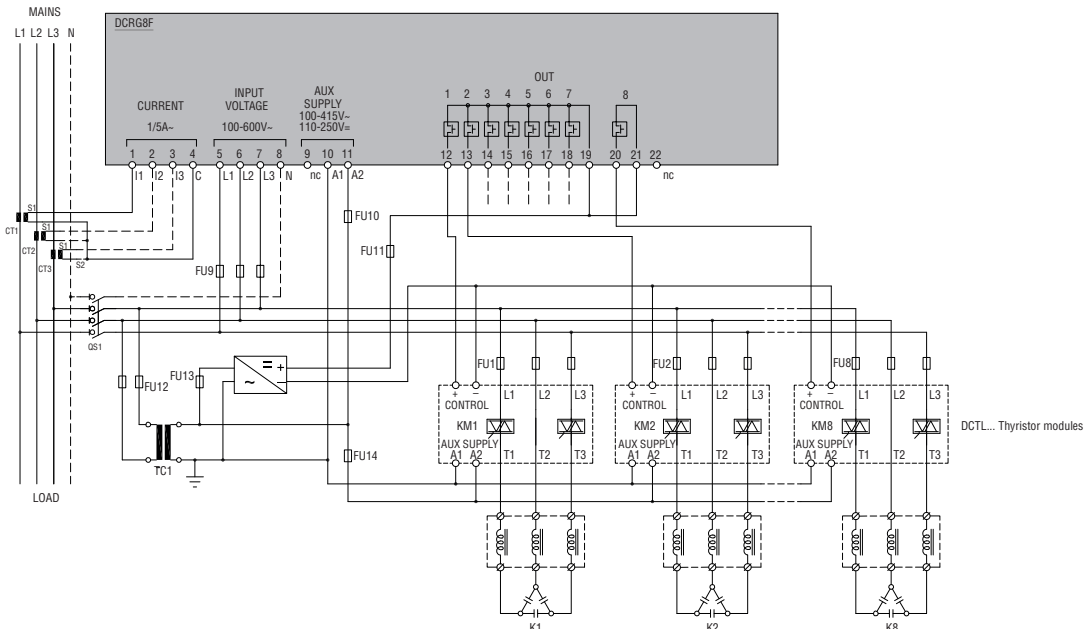 MAINS
L1 L2 L3 N
DCRG8F
CURRENT
1/5A~
INPUT
VOLTAGE
100-600V~
AUX
SUPPLY
100-415V~
110-250V=
OUT
1 2 3 4 5 6 7 8
1 2 3 4 5 6 7 8 9 10 11 12 13 14 15 16 17 18 19 20 21 22
I1 I2 I3 C L1 L2 L3 N nc A1 A2 nc
S1
CT1
S1
CT2
S1
CT3
S2
FU10
FU11
FU9
QS1
FU12
FU13
= +
~ –
FU14
TC1
LOAD
FU1
FU2
FU8
+ – L1 L2 L3
CONTROL
KM1
AUX SUPPLY
A1 A2 T1 T2 T3
+ – L1 L2 L3
CONTROL
KM2
AUX SUPPLY
A1 A2 T1 T2 T3
+ – L1 L2 L3
CONTROL
KM8
AUX SUPPLY
A1 A2 T1 T2 T3
DCTL... Thyristor modules
K1
K2
K8